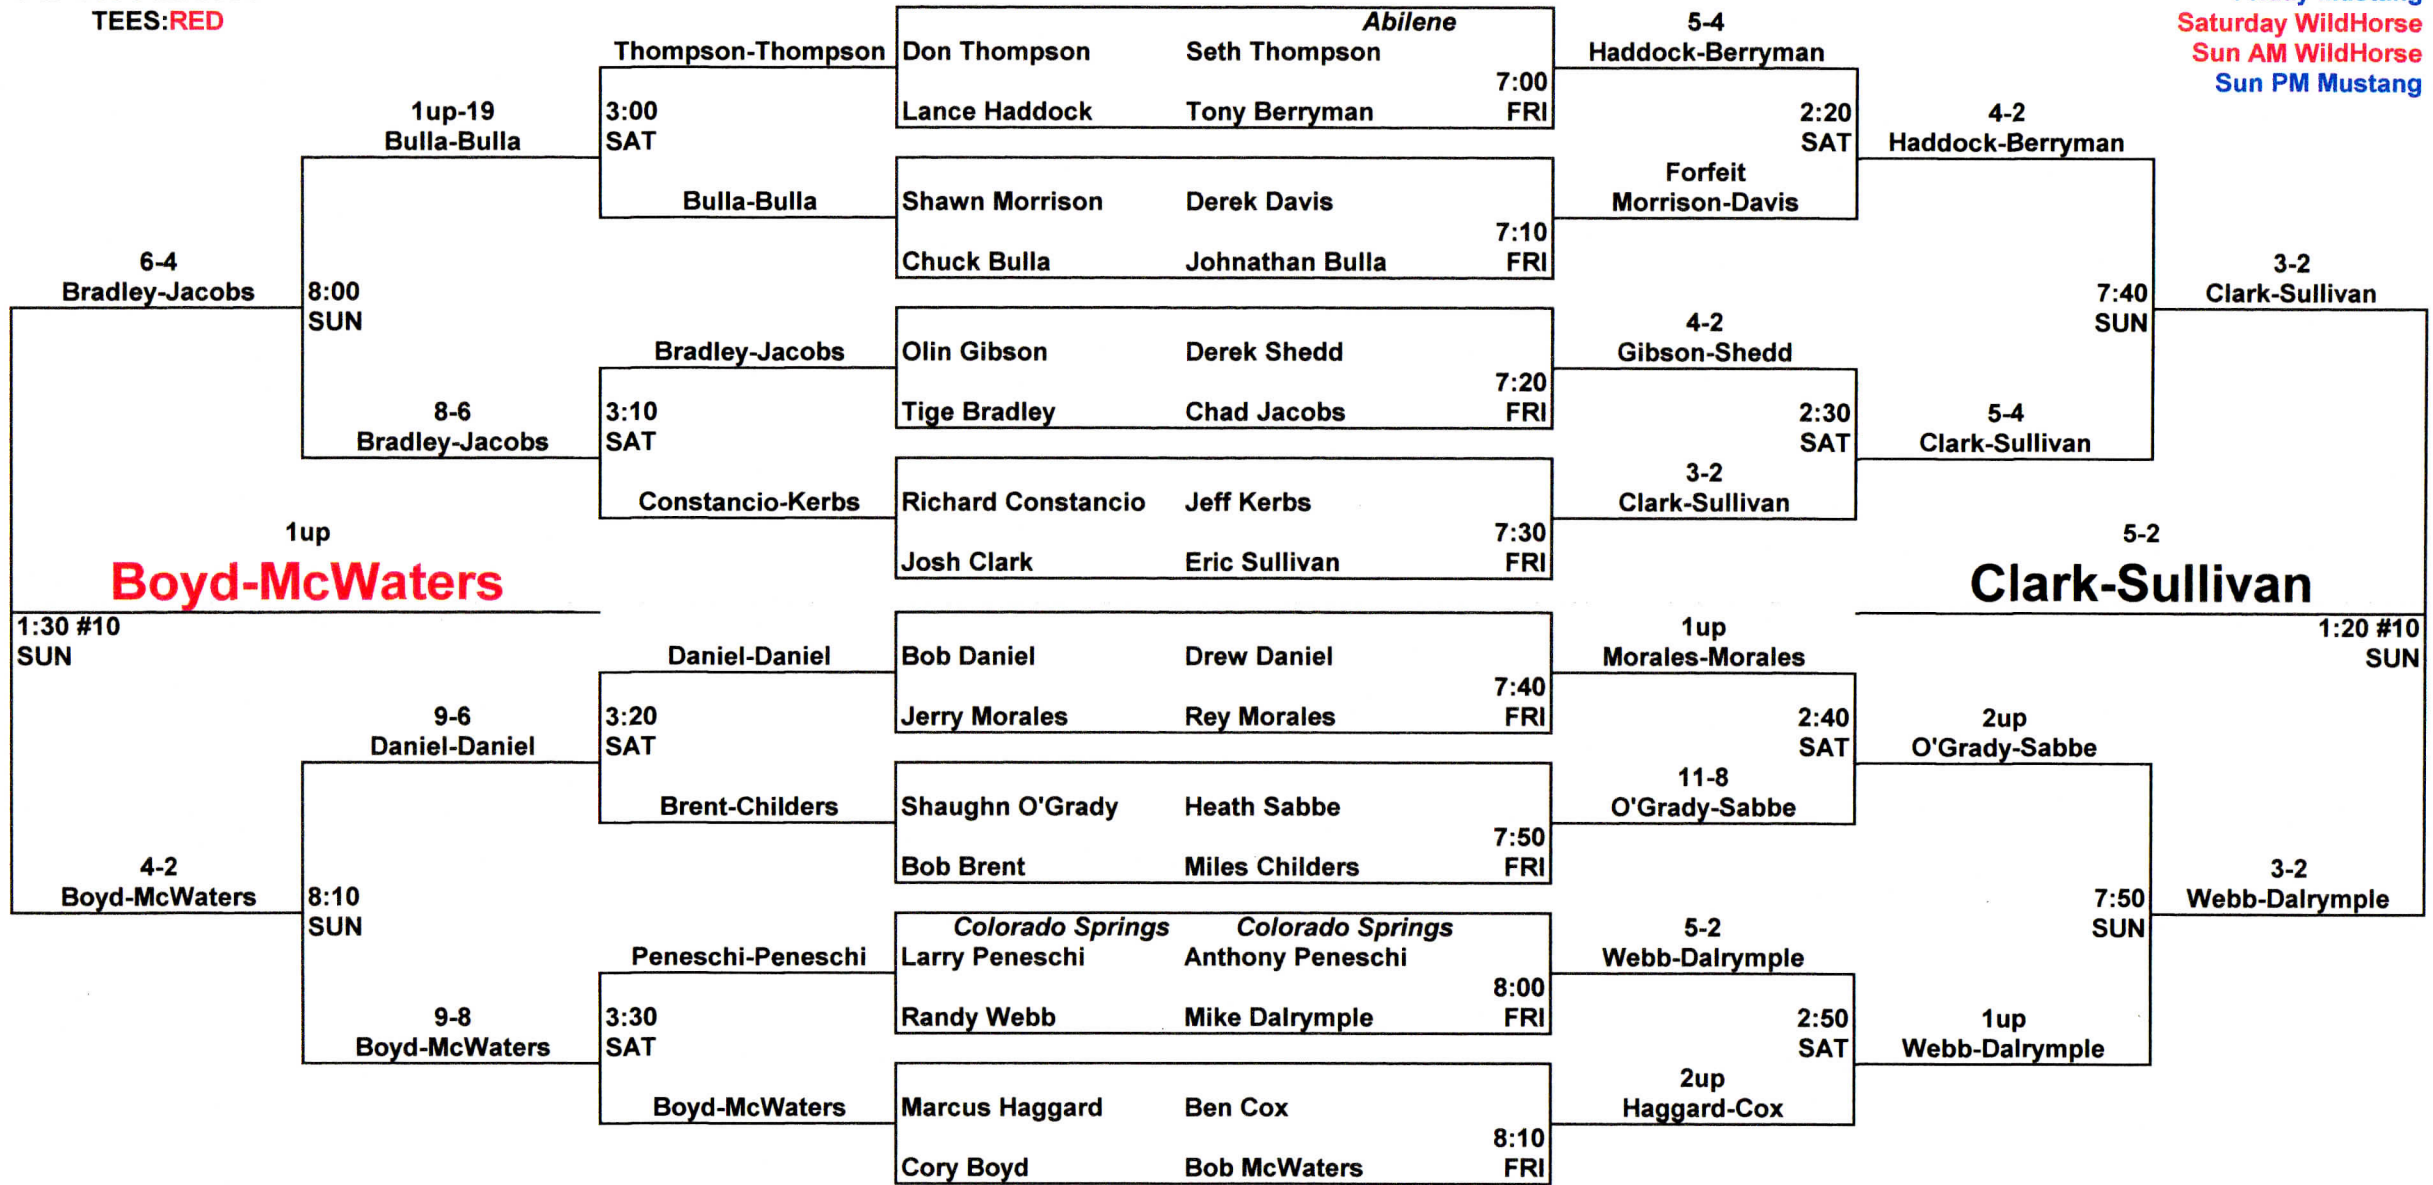 TEES:RED
Friday Mustang
Saturday WildHorse
Sun AM WildHorse
Sun PM Mustang
6-4
Bradley-Jacobs
1up
Boyd-McWaters
1:30 #10
SUN
4-2
Boyd-McWaters
1up-19
Bulla-Bulla
8:00
SUN
8-6
Bradley-Jacobs
9-6
Daniel-Daniel
8:10
SUN
9-8
Boyd-McWaters
Thompson-Thompson
3:00
SAT
Bulla-Bulla
Bradley-Jacobs
3:10
SAT
Constancio-Kerbs
Daniel-Daniel
3:20
SAT
Brent-Childers
Peneschi-Peneschi
3:30
SAT
Boyd-McWaters
Abilene
Don Thompson Seth Thompson
7:00
Lance Haddock Tony Berryman FRI
Shawn Morrison Derek Davis
7:10
Chuck Bulla Johnathan Bulla FRI
Olin Gibson Derek Shedd
7:20
Tige Bradley Chad Jacobs FRI
Richard Constancio Jeff Kerbs
7:30
Josh Clark Eric Sullivan FRI
Bob Daniel Drew Daniel
7:40
Jerry Morales Rey Morales FRI
Shaughn O'Grady Heath Sabbe
7:50
Bob Brent Miles Childers FRI
Colorado Springs Colorado Springs
Larry Peneschi Anthony Peneschi
8:00
Randy Webb Mike Dalrymple FRI
Marcus Haggard Ben Cox
8:10
Cory Boyd Bob McWaters FRI
5-4
Haddock-Berryman
2:20
SAT
Forfeit
Morrison-Davis
4-2
Gibson-Shedd
2:30
SAT
3-2
Clark-Sullivan
1up
Morales-Morales
2:40
SAT
11-8
O'Grady-Sabbe
5-2
Webb-Dalrymple
2:50
SAT
2up
Haggard-Cox
4-2
Haddock-Berryman
7:40
SUN
5-4
Clark-Sullivan
2up
O'Grady-Sabbe
7:50
SUN
1up
Webb-Dalrymple
3-2
Clark-Sullivan
5-2
Clark-Sullivan
1:20 #10
SUN
3-2
Webb-Dalrymple